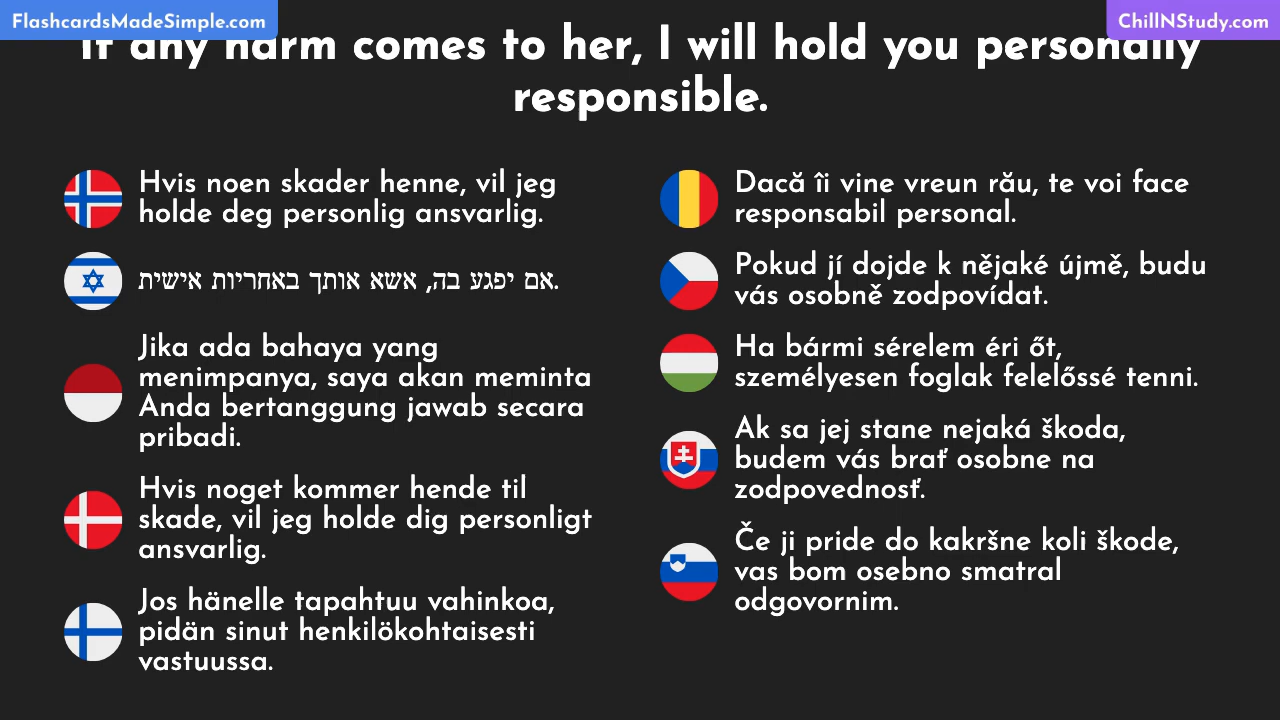 FlashcardsMadeSimple.com
ChillNStudy.com
If any harm comes to her, I will hold you personally
responsible.
Hvis noen skader henne, vil jeg
holde deg personlig ansvarlig.
אם יפגע בה, אשא אותך באחריות אישית.
Jika ada bahaya yang
menimpanya, saya akan meminta
Anda bertanggung jawab secara
pribadi.
Hvis noget kommer hende til
skade, vil jeg holde dig personligt
ansvarlig.
Jos hänelle tapahtuu vahinkoa,
pidän sinut henkilökohtaisesti
vastuussa.
Dacă îi vine vreun rău, te voi face
responsabil personal.
Pokud jí dojde k nějaké újmě, budu
vás osobně zodpovídat.
Ha bármi sérelem éri őt,
személyesen foglak felelőssé tenni.
Ak sa jej stane nejaká škoda,
budem vás brať osobne na
zodpovednosť.
Če ji pride do kakršne koli škode,
vas bom osebno smatral
odgovornim.